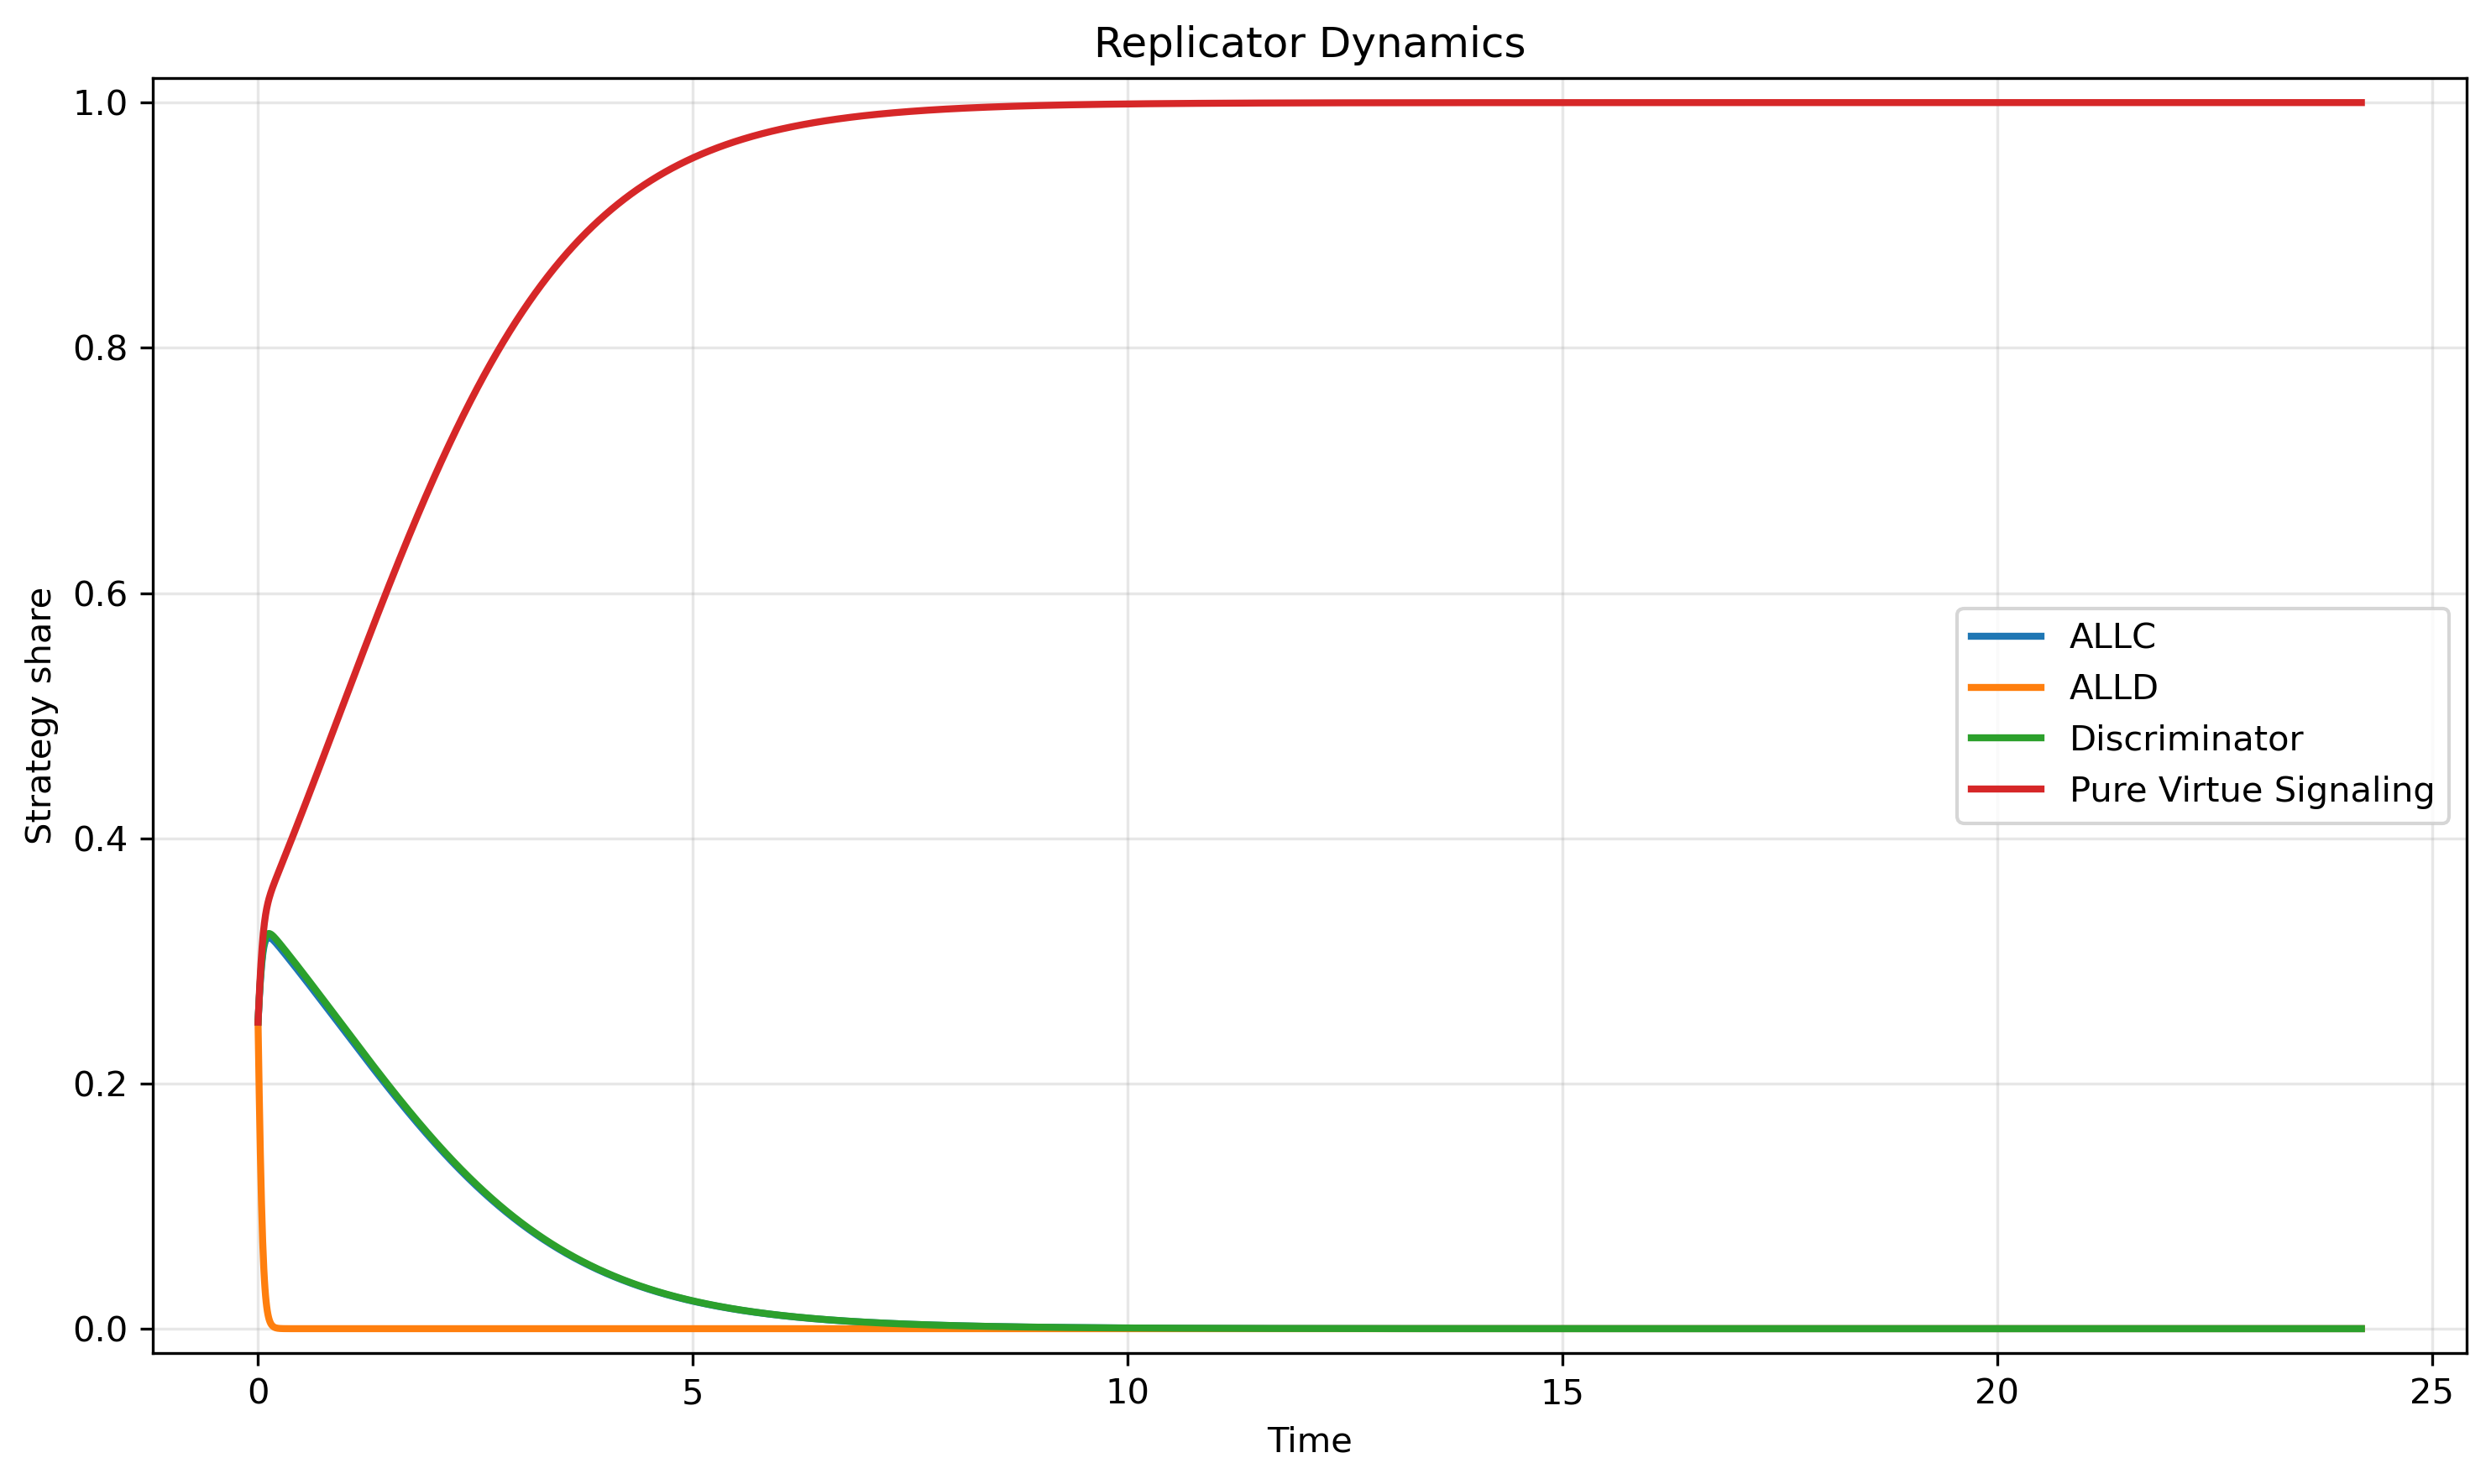 Replicator Dynamics
Strategy share
1.0
0.8
0.6
0.4
0.2
0.0
ALLC
ALLD
Discriminator
Pure Virtue Signaling
0 5 10 15 20 25
Time